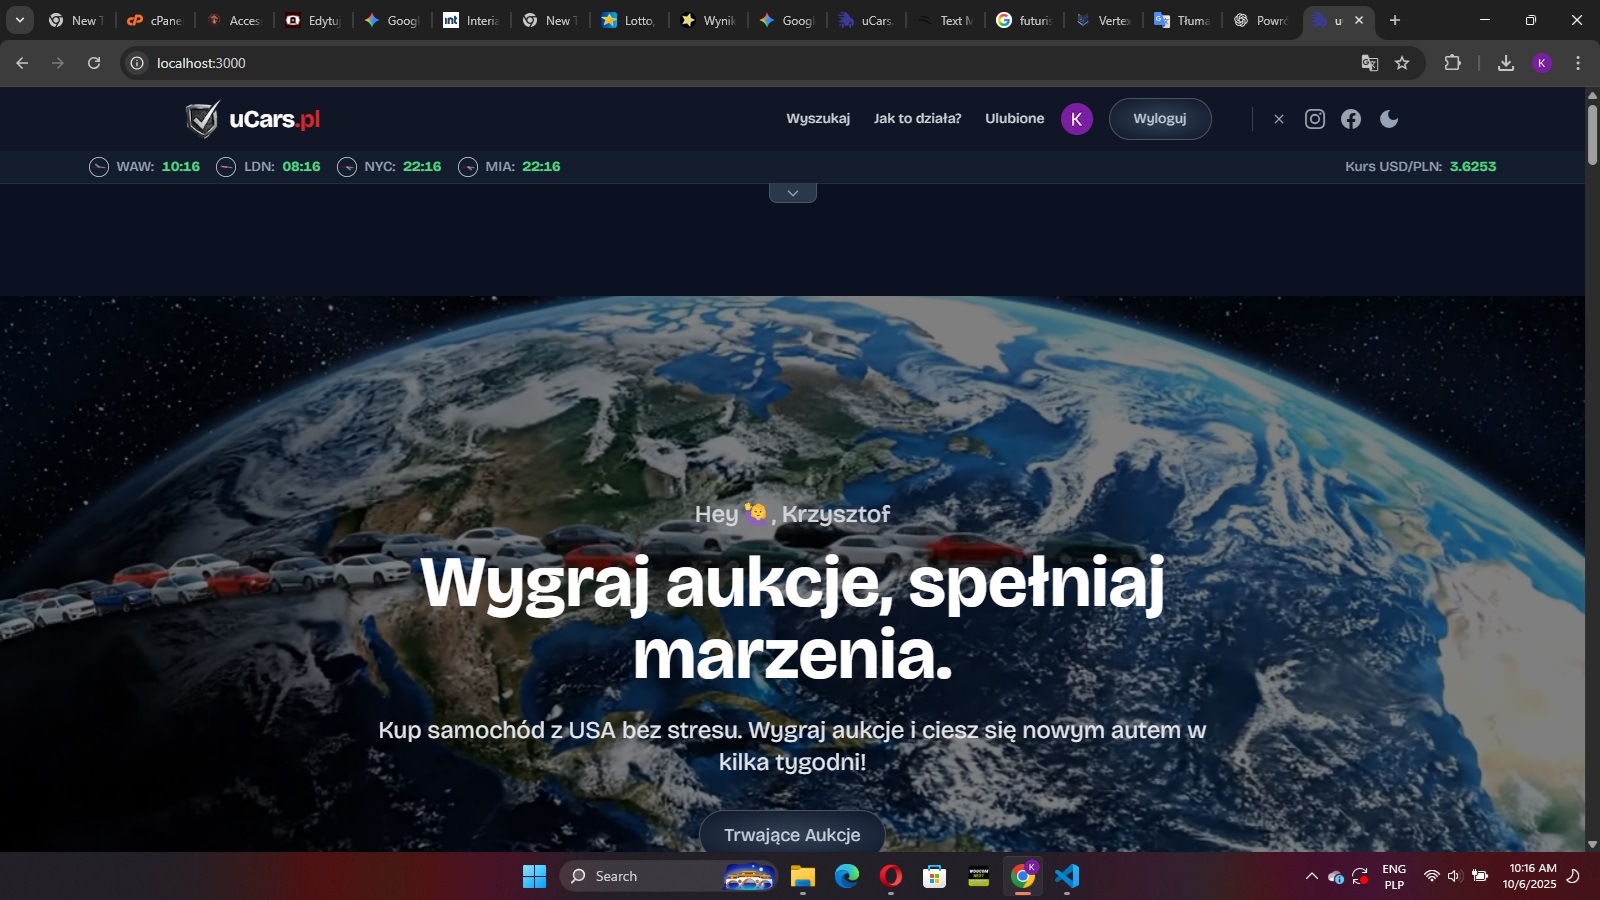 New T
cPane
Acces
Edytuj
Googl
int
Interia
New T
Lotto,
Wynik
Googl
uCars.
Text M
futuris
Vertex
Tłuma
Powró
u
localhost:3000
K
uCars.pl
Wyszukaj
Jak to działa?
Ulubione
K
Wyloguj
WAW: 10:16
LDN: 08:16
NYC: 22:16
MIA: 22:16
Kurs USD/PLN: 3.6253
Hey , Krzysztof
Wygraj aukcje, spełniaj
marzenia.
Kup samochód z USA bez stresu. Wygraj aukcje i ciesz się nowym autem w
kilka tygodni!
Trwające Aukcje
Search
ENG
PLP
10:16 AM
10/6/2025